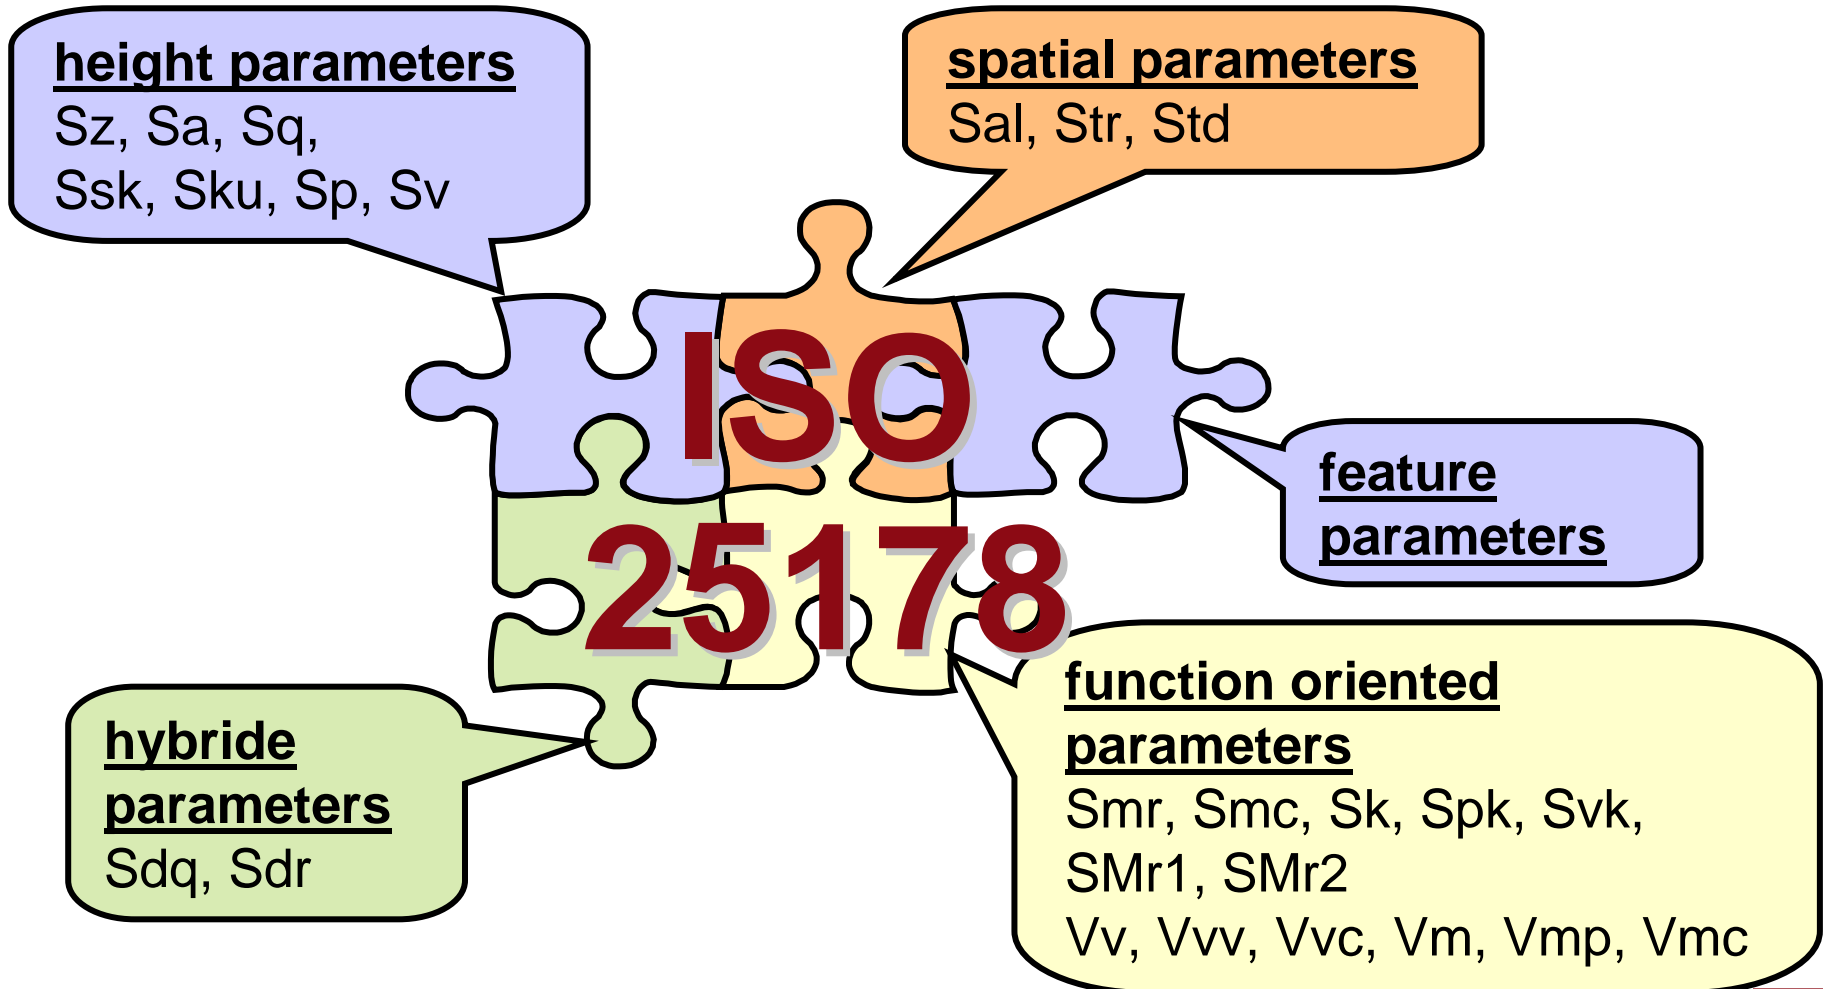 height parameters
Sz, Sa, Sq,
Ssk, Sku, Sp, Sv
spatial parameters
Sal, Str, Std
ISO
25178
feature
parameters
hybride
parameters
Sdq, Sdr
function oriented
parameters
Smr, Smc, Sk, Spk, Svk,
SMr1, SMr2
Vv, Vvv, Vvc, Vm, Vmp, Vmc